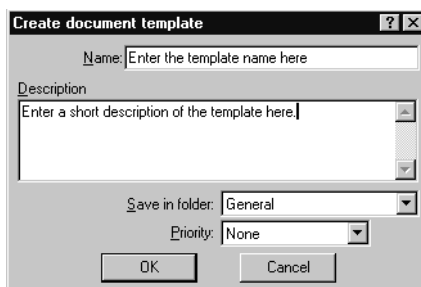 Create document template
Name: Enter the template name here
Description
Enter a short description of the template here.
Save in folder: General
Priority: None
OK Cancel